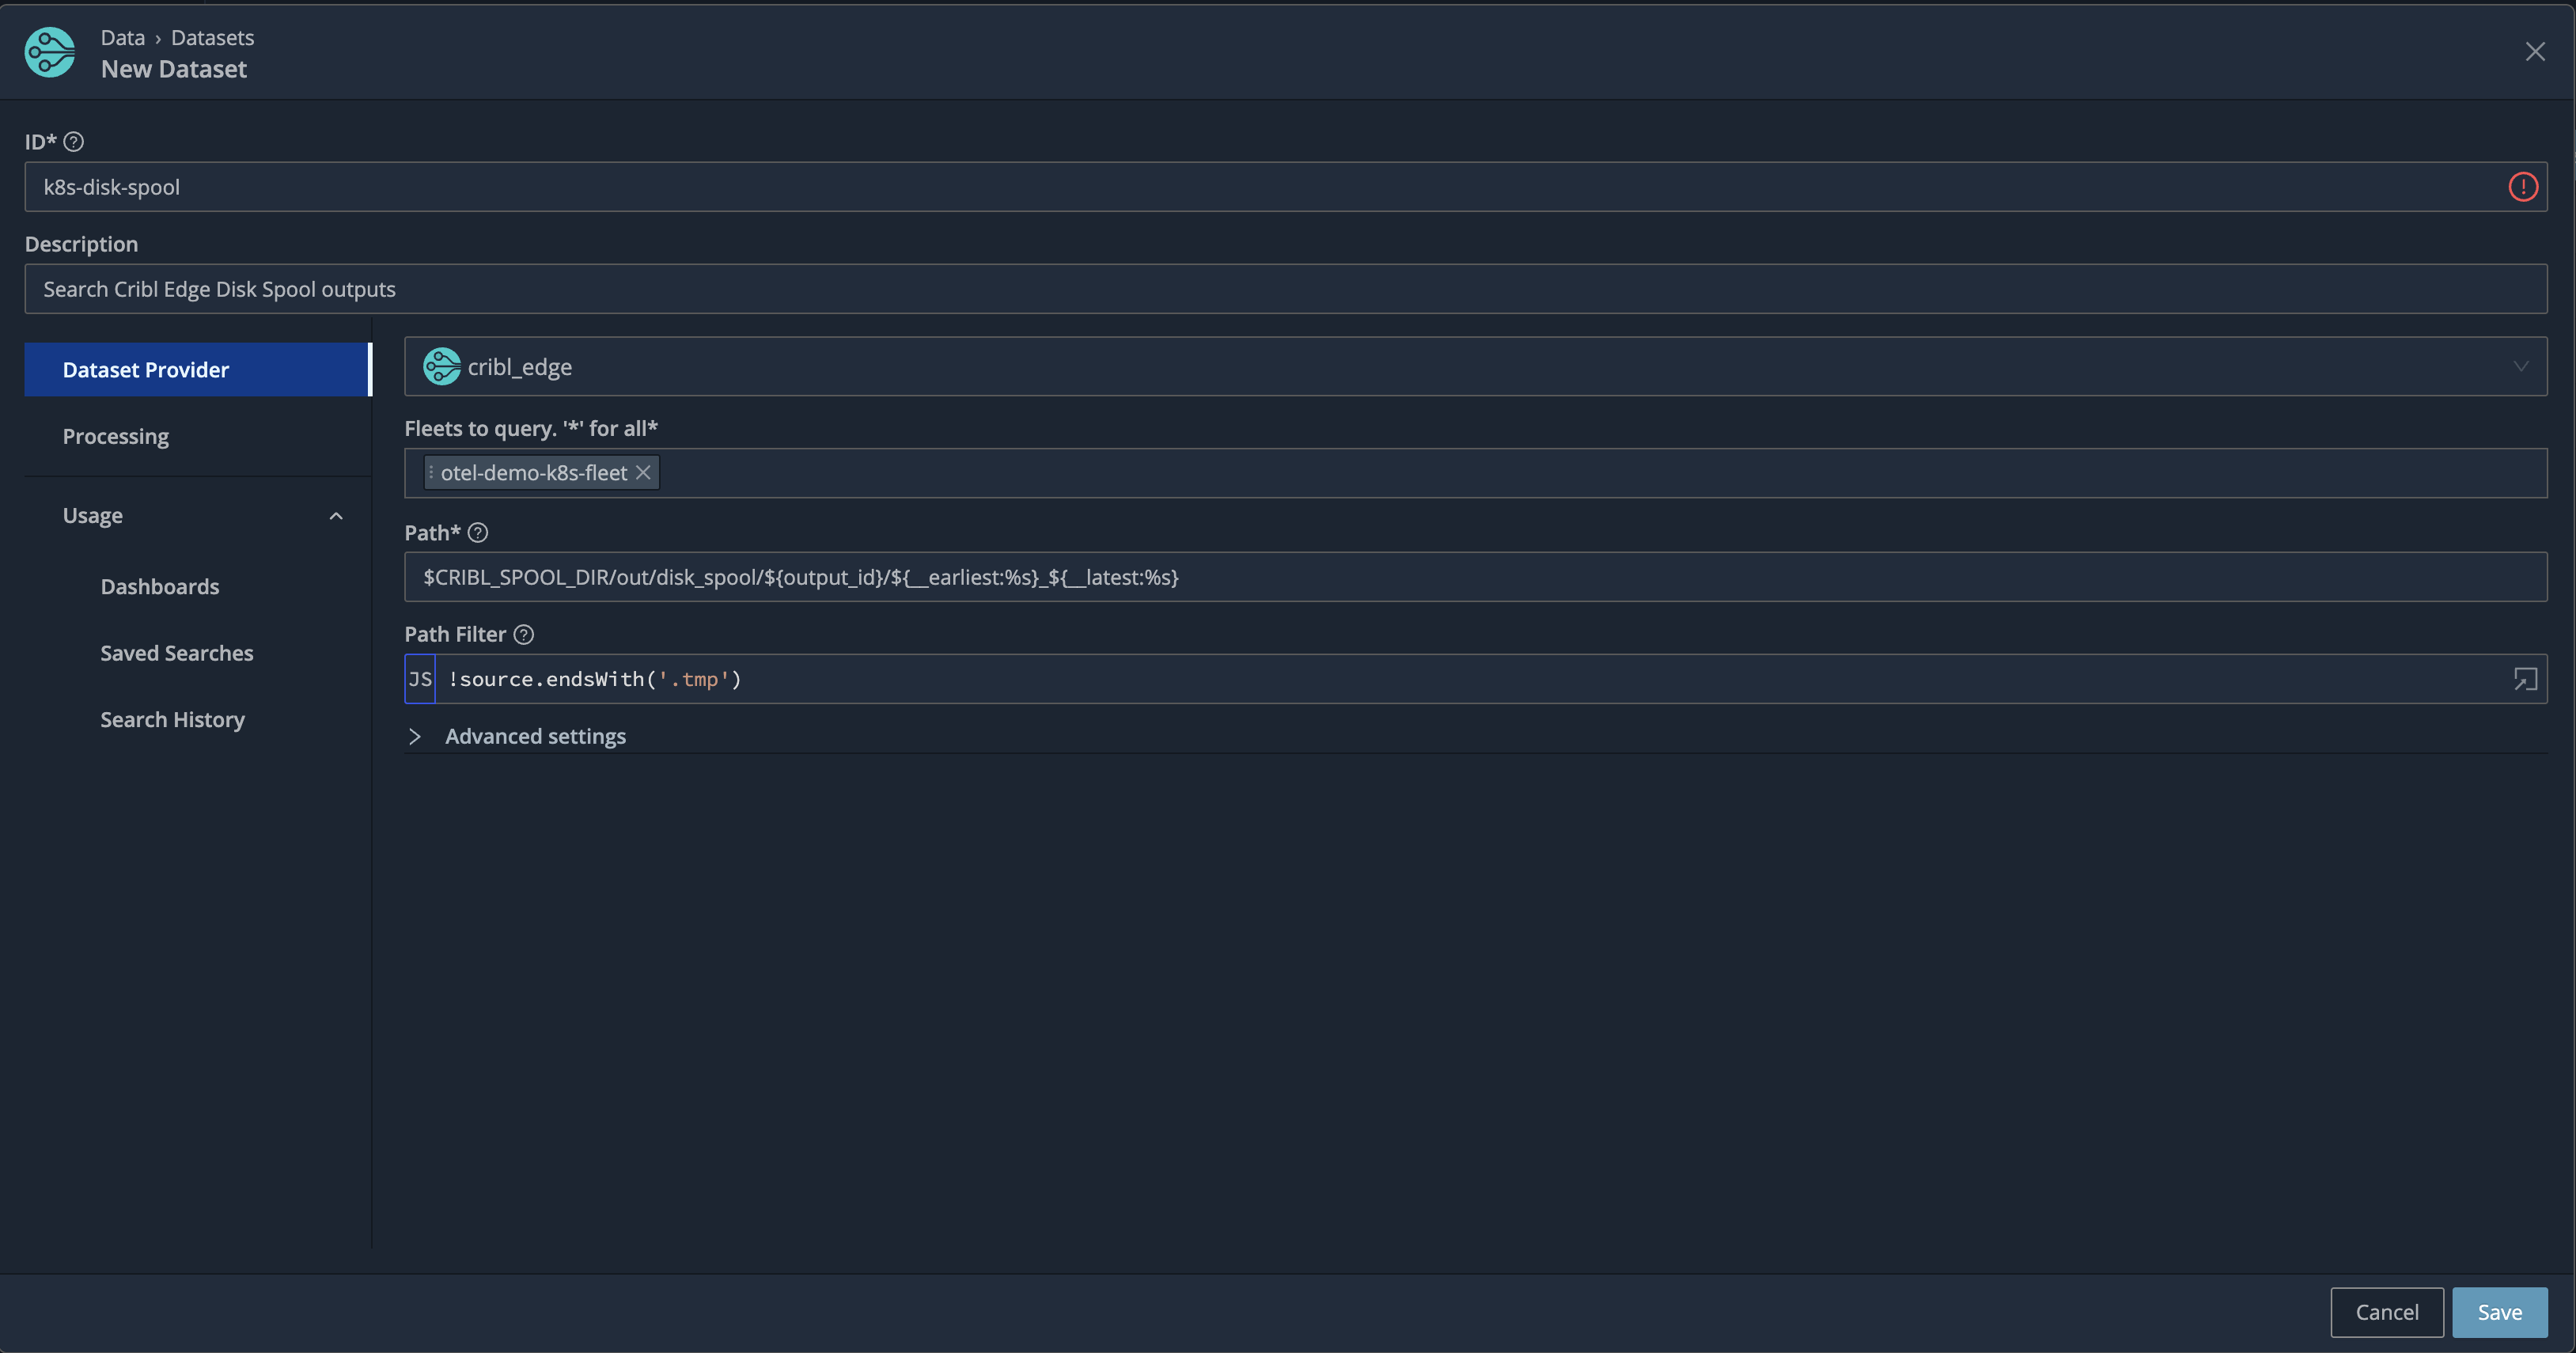 Data › Datasets
New Dataset
ID*
k8s-disk-spool
Description
Search Cribl Edge Disk Spool outputs
Dataset Provider
Processing
Usage
Dashboards
Saved Searches
Search History
cribl_edge
Fleets to query. '*' for all*
otel-demo-k8s-fleet
Path*
$CRIBL_SPOOL_DIR/out/disk_spool/${output_id}/${__earliest:%s}_${__latest:%s}
Path Filter
JS !source.endsWith('.tmp')
Advanced settings
Cancel Save